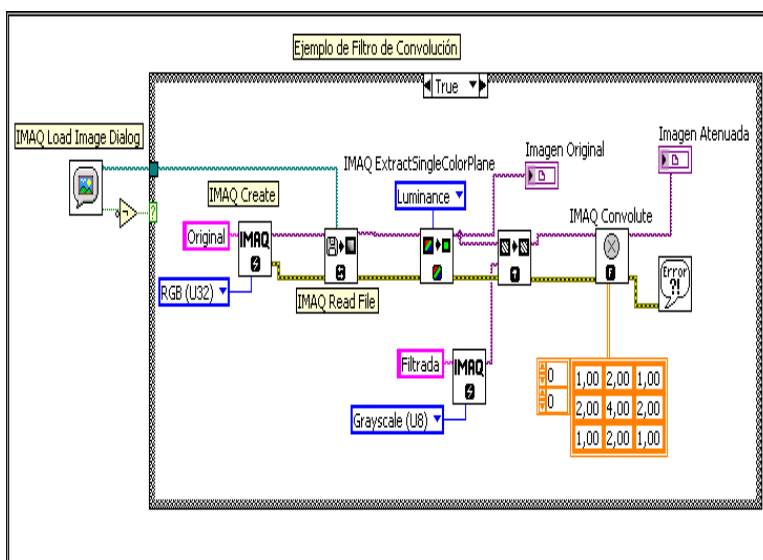 Ejemplo de Filtro de Convolución
True
IMAQ Load Image Dialog
Imagen Original
Imagen Atenuada
IMAQ ExtractSingleColorPlane
Luminance
IMAQ Create
IMAQ Convolute
Original
IMAQ
RGB (U32)
IMAQ Read File
Error
?!
Filtrada
IMAQ
Grayscale (U8)
0
0
1,00 2,00 1,00
2,00 4,00 2,00
1,00 2,00 1,00